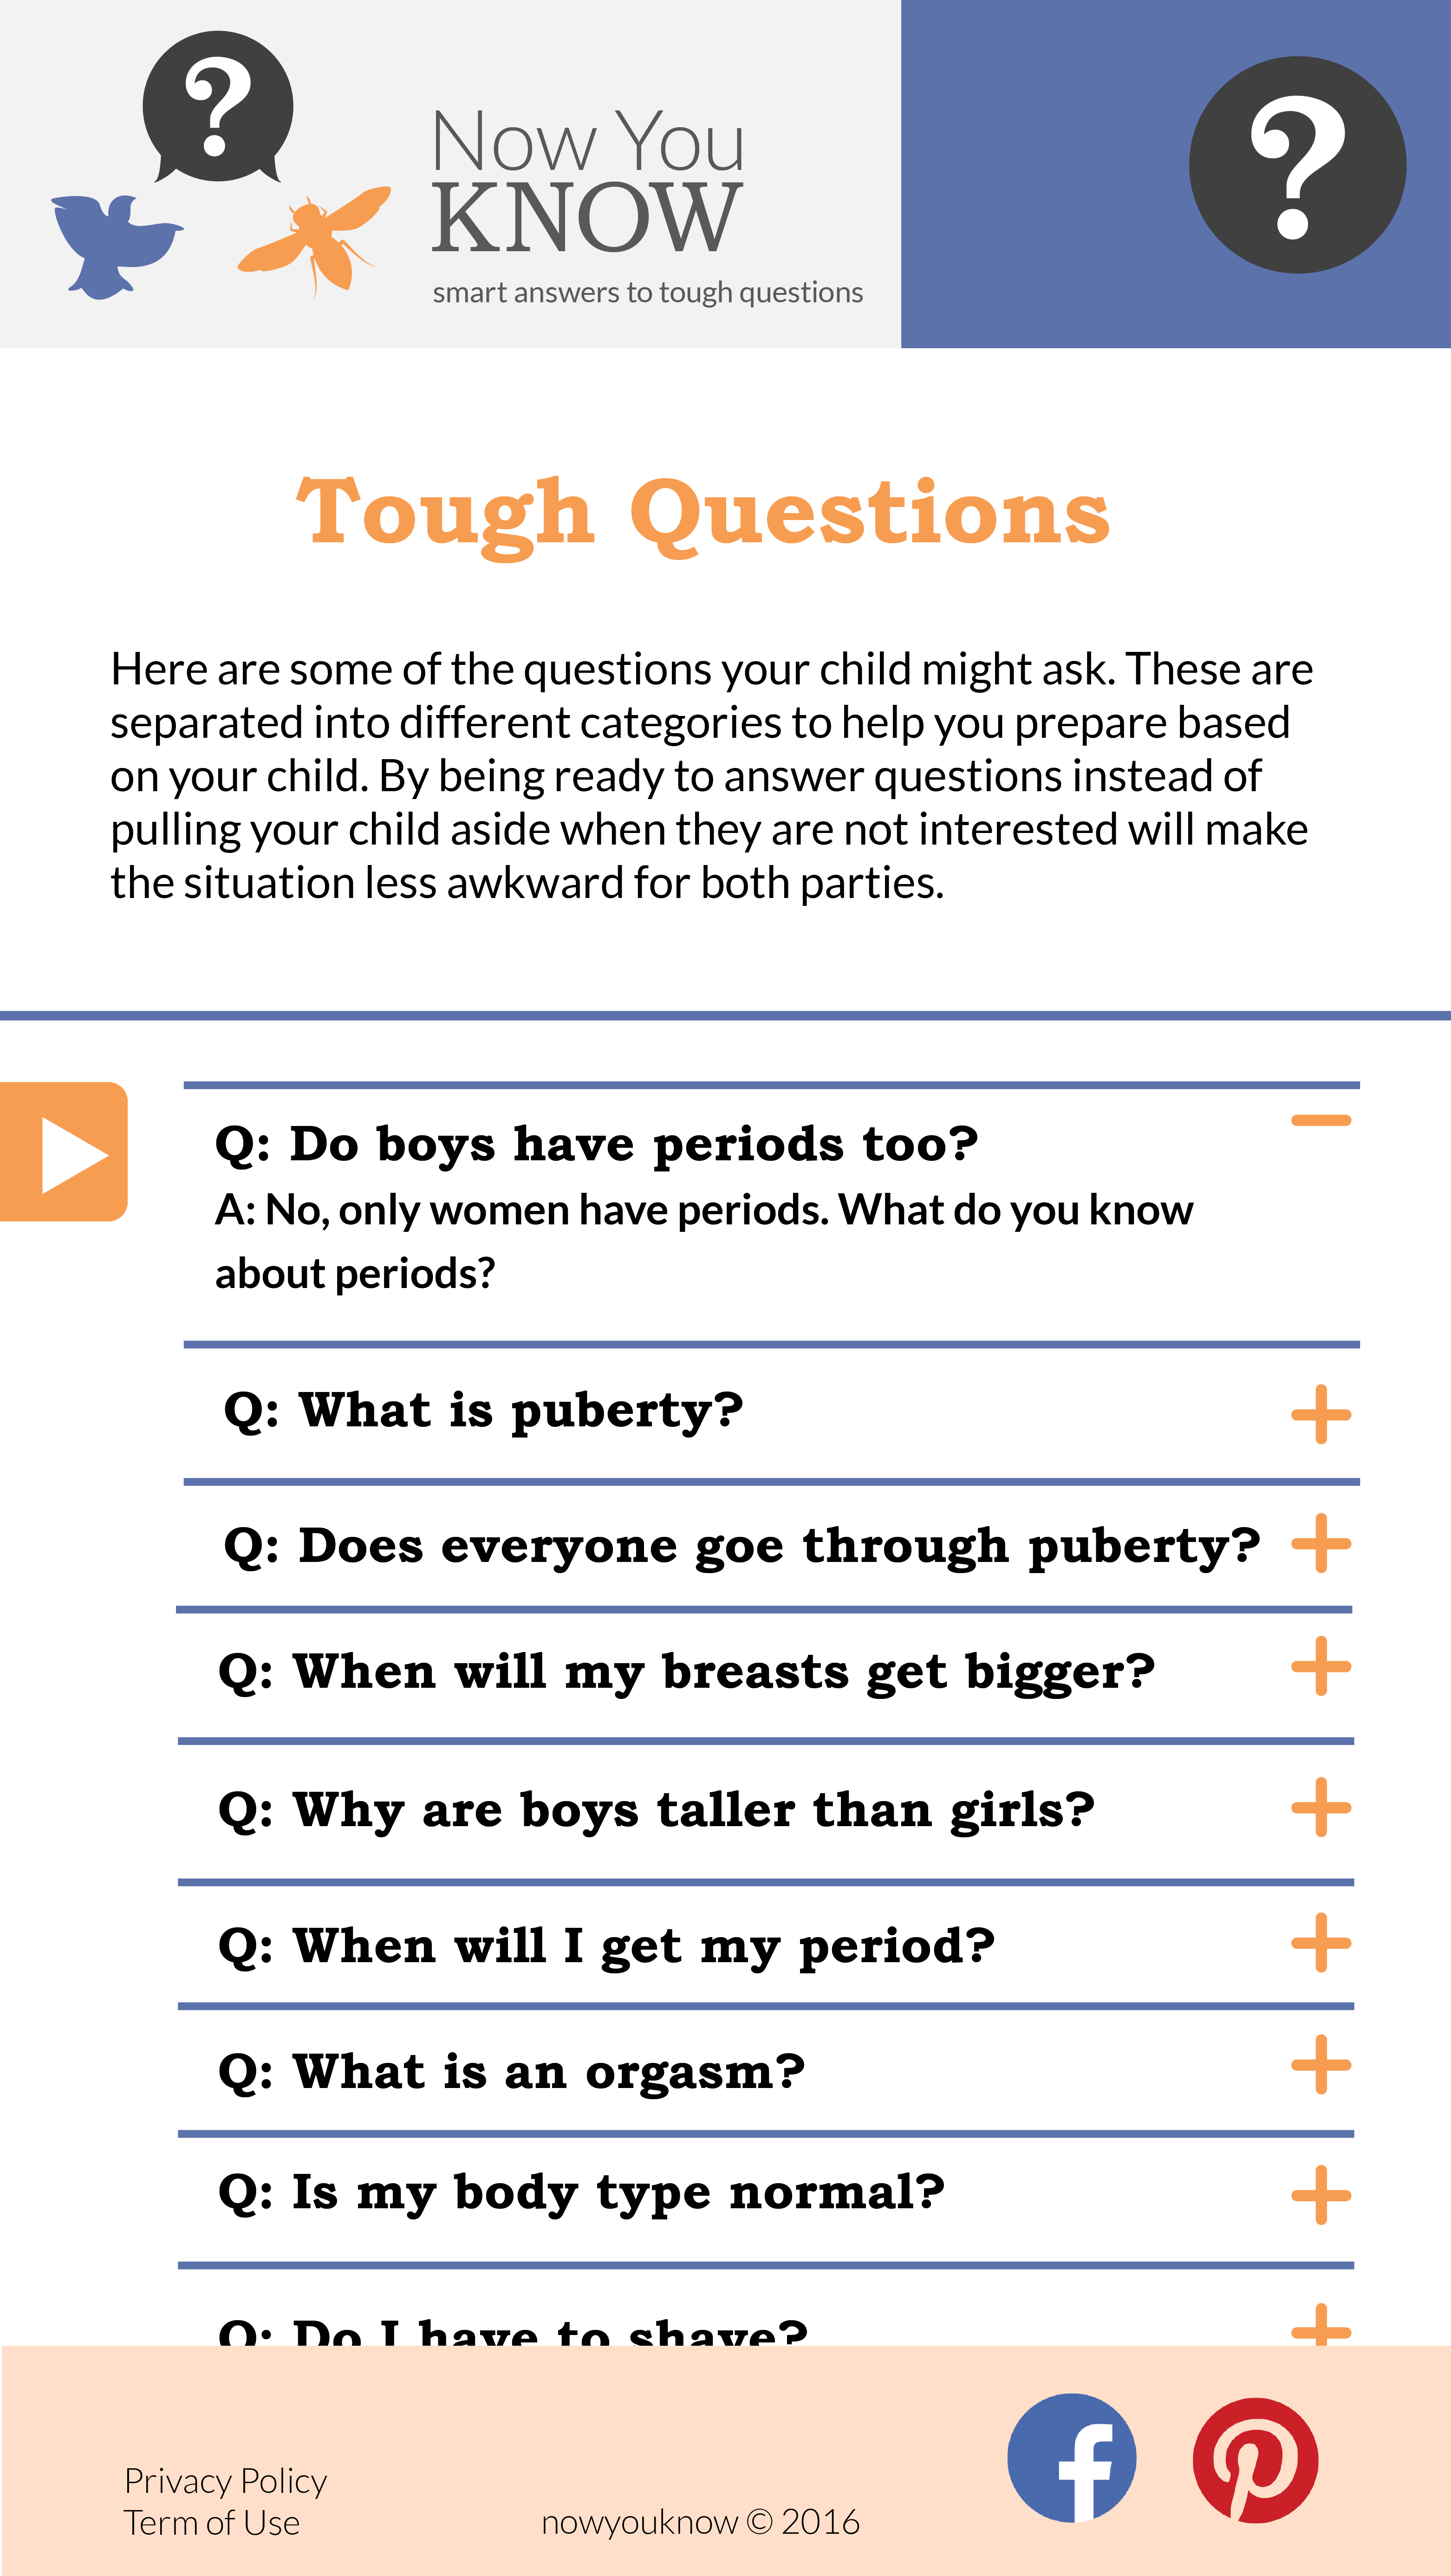 ?
?
Now You
KNOW
smart answers to tough questions
Tough Questions
Here are some of the questions your child might ask. These are
separated into different categories to help you prepare based
on your child. By being ready to answer questions instead of
pulling your child aside when they are not interested will make
the situation less awkward for both parties.
Q: Do boys have periods too?
A: No, only women have periods. What do you know
about periods?
Q: What is puberty?
Q: Does everyone goe through puberty?
Q: When will my breasts get bigger?
Q: Why are boys taller than girls?
Q: When will I get my period?
Q: What is an orgasm?
Q: Is my body type normal?
Q: Do I have to shave?
Privacy Policy
Term of Use
nowyouknow © 2016